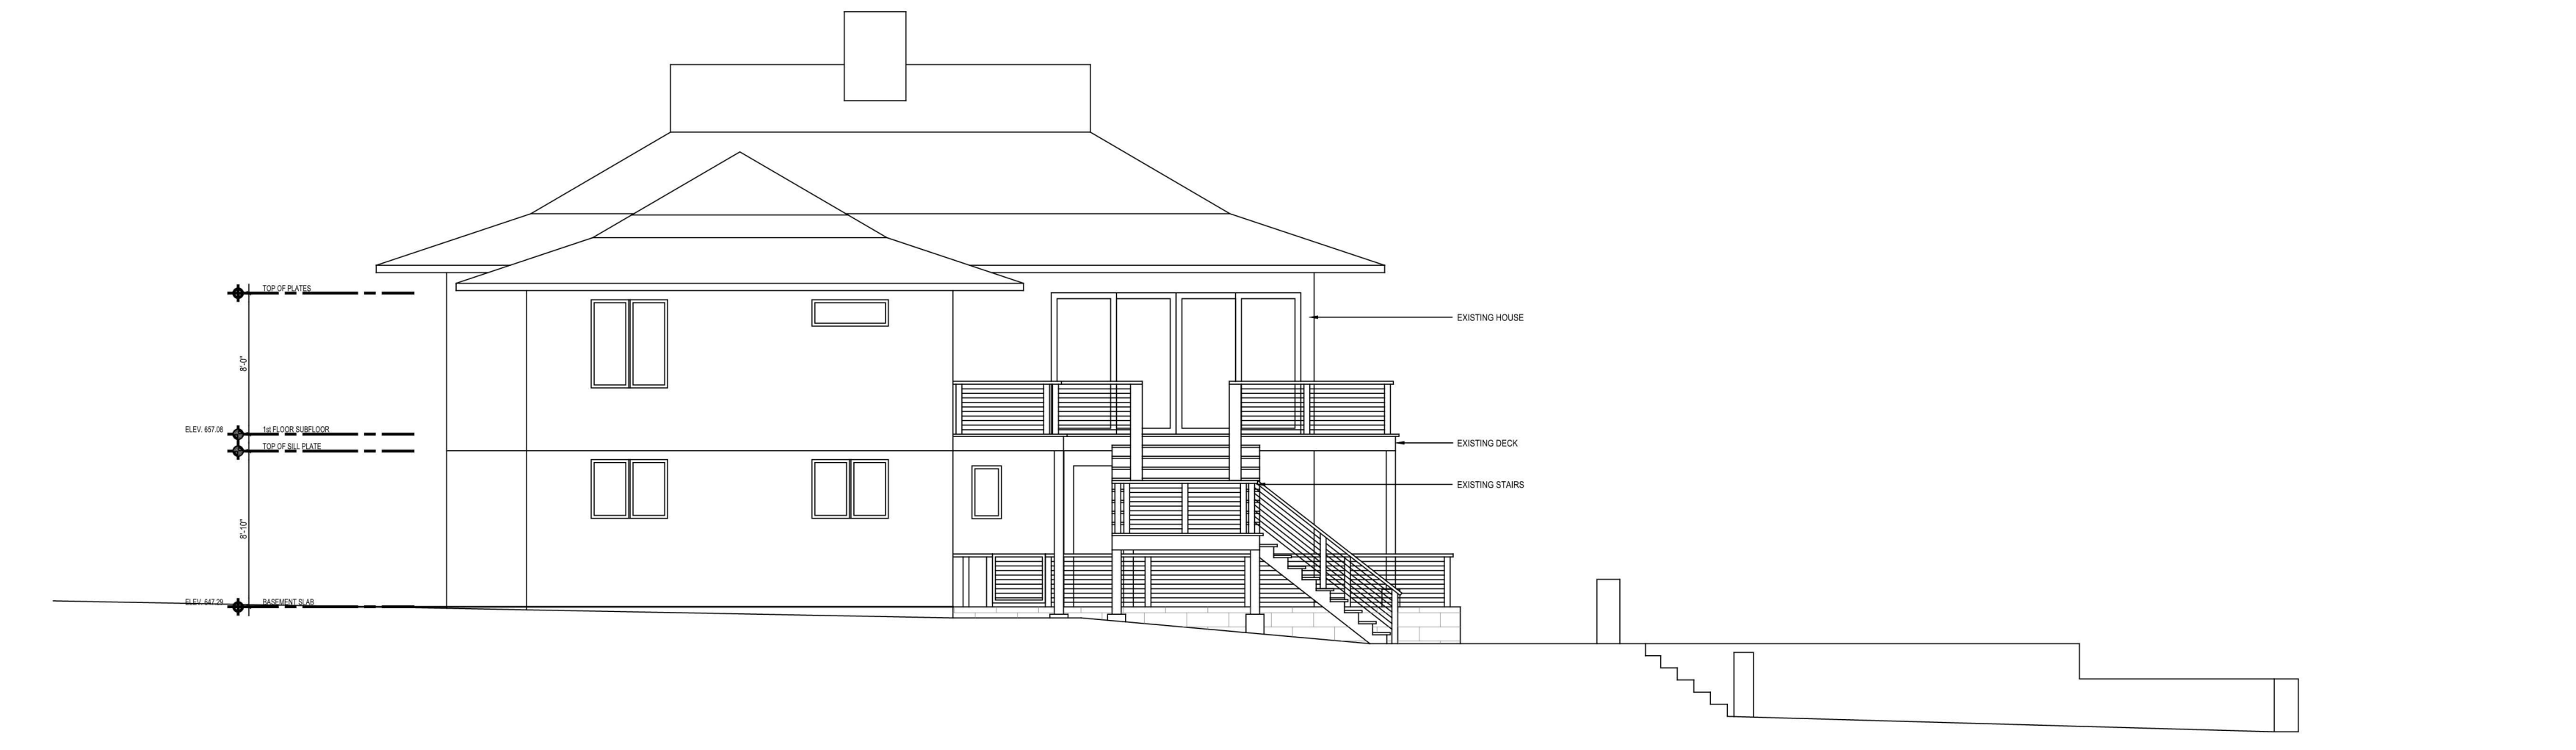 TOP OF PLATES
EXISTING HOUSE
8'-0"
ELEV. 657.08 1st FLOOR SUBFLOOR
EXISTING DECK
TOP OF SILL PLATE
EXISTING STAIRS
8'-10"
ELEV. 647.29 BASEMENT SLAB